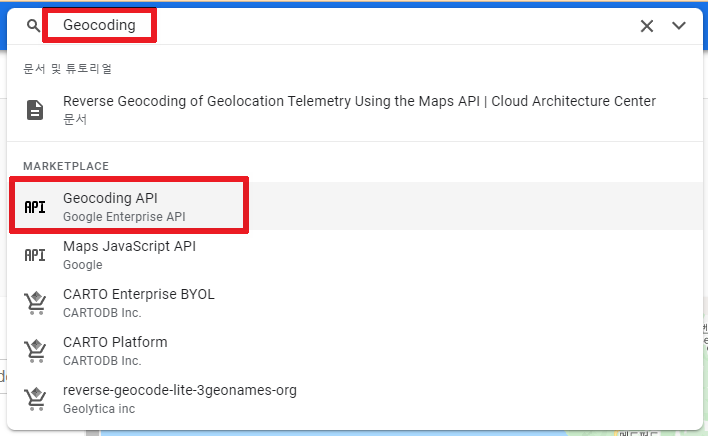 Geocoding
문서 및 튜토리얼
Reverse Geocoding of Geolocation Telemetry Using the Maps API | Cloud Architecture Center
문서
MARKETPLACE
API
Geocoding API
Google Enterprise API
API
Maps JavaScript API
Google
CARTO Enterprise BYOL
CARTODB Inc.
CARTO Platform
CARTODB Inc.
reverse-geocode-lite-3geonames-org
Geolytica inc